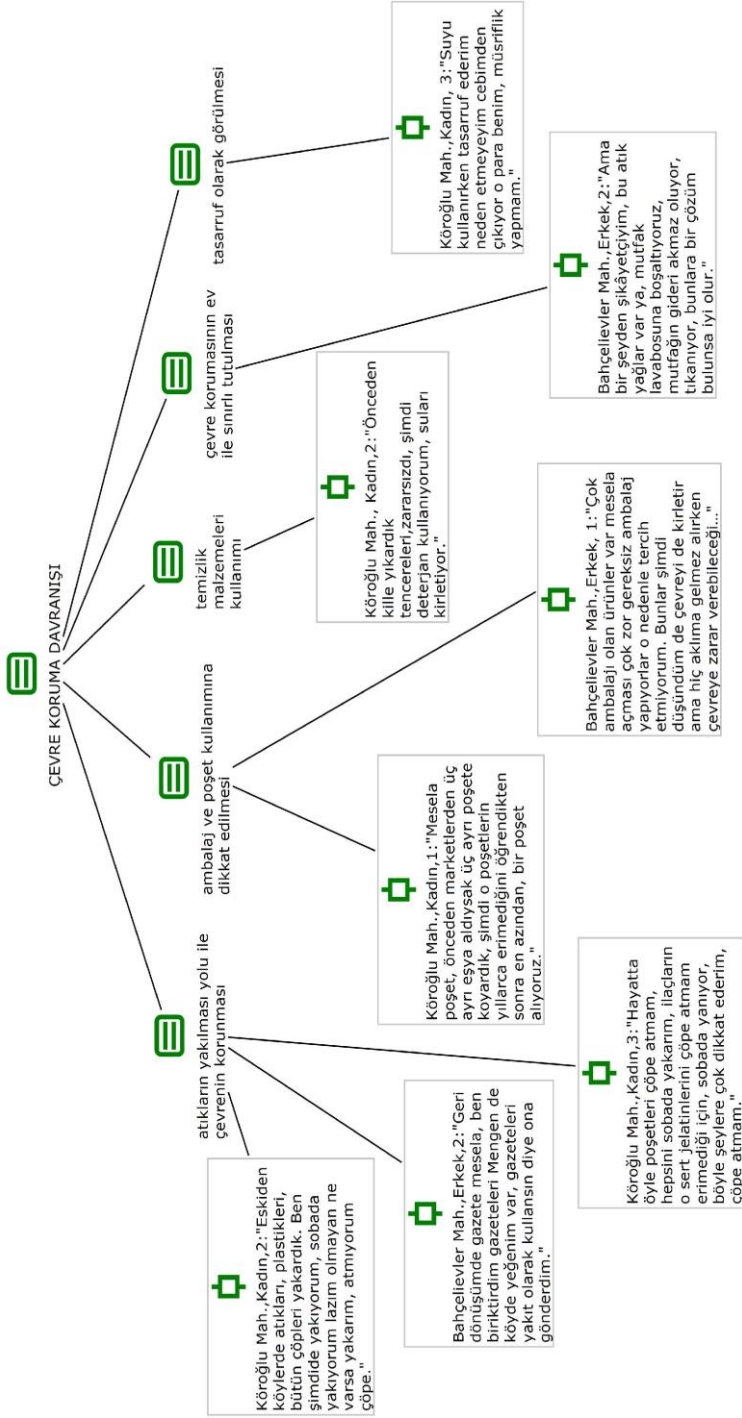 ÇEVRE KORUMA DAVRANIŞI
atıkların yakılması yolu ile
çevrenin korunması
ambalaj ve poşet kullanımına
dikkat edilmesi
temizlik
malzemeleri
kullanımı
çevre korumasının ev
ile sınırlı tutulması
tasarruf olarak görülmesi
Köroğlu Mah.,Kadın,2:"Eskiden
köylerde atıkları, plastikleri,
bütün çöpleri yakardık. Ben
şimdide yakıyorum, sobada
yakıyorum lazım olmayan ne
varsa yakarım, atmıyorum
çöpe."
Bahçelievler Mah.,Erkek,2:"Geri
dönüşümde gazete mesela, ben
biriktirdim gazeteleri Mengen de
köyde yeğenim var, gazeteleri
yakıt olarak kullansın diye ona
gönderdim."
Köroğlu Mah.,Kadın,3:"Hayatta
öyle poşetleri çöpe atmam,
hepsini sobada yakarım, ilaçların
o sert jelatinlerini çöpe atmam
erimediği için, sobada yanıyor,
böyle şeylere çok dikkat ederim,
çöpe atmam."
Köroğlu Mah.,Kadın,1:"Mesela
poşet, önceden marketlerden üç
ayrı eşya aldıysak üç ayrı poşete
koyardık, şimdi o poşetlerin
yıllarca erimediğini öğrendikten
sonra en azından, bir poşet
alıyoruz."
Bahçelievler Mah.,Erkek, 1:"Çok
ambalajı olan ürünler var mesela
açması çok zor gereksiz ambalaj
yapıyorlar o nedenle tercih
etmiyorum. Bunlar şimdi
düşündüm de çevreyi de kirletir
ama hiç aklıma gelmez alırken
çevreye zarar verebileceği..."
Köroğlu Mah., Kadın,2:"Önceden
kille yıkardık
tencereleri,zararsızdı, şimdi
deterjan kullanıyorum, suları
kirletiyor."
Bahçelievler Mah.,Erkek,2:"Ama
bir şeyden şikâyetçiyim, bu atık
yağlar var ya, mutfak
lavabosuna boşaltıyoruz,
mutfağın gideri akmaz oluyor,
tıkanıyor, bunlara bir çözüm
bulunsa iyi olur."
Köroğlu Mah.,Kadın, 3:"Suyu
kullanırken tasarruf ederim
neden etmeyeyim cebimden
çıkıyor o para benim, müsriflik
yapmam."